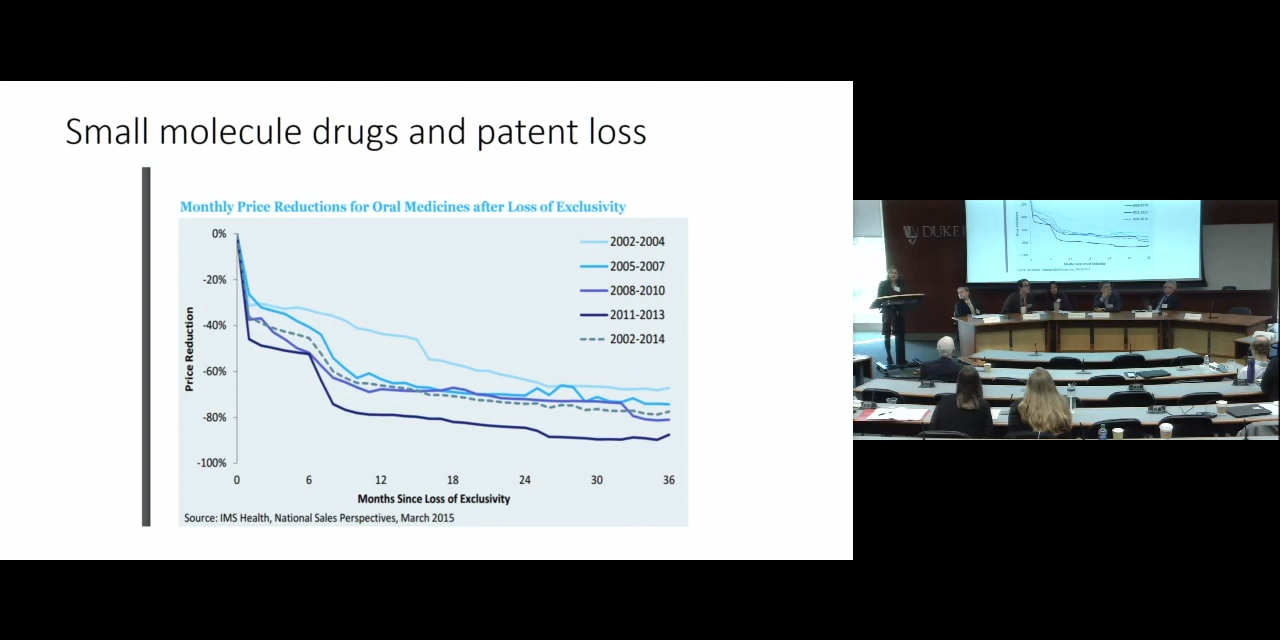 Small molecule drugs and patent loss
Monthly Price Reductions for Oral Medicines after Loss of Exclusivity
0%
-20%
-40%
-60%
-80%
-100%
Price Reduction
2002-2004
2005-2007
2008-2010
2011-2013
2002-2014
0 6 12 18 24 30 36
Months Since Loss of Exclusivity
Source: IMS Health, National Sales Perspectives, March 2015
DUKE